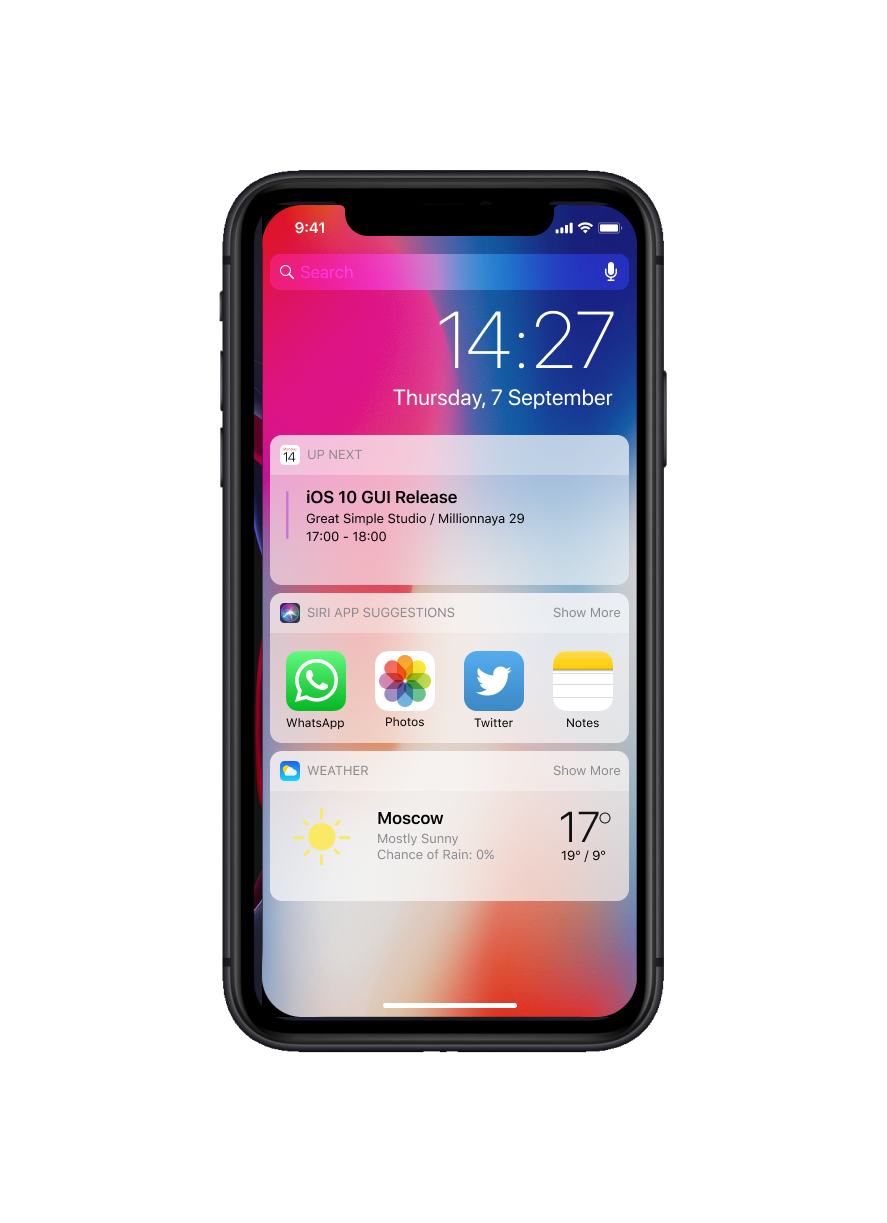 9:41
Search
14:27
Thursday, 7 September
14
UP NEXT
iOS 10 GUI Release
Great Simple Studio / Millionnaya 29
17:00 - 18:00
SIRI APP SUGGESTIONS
Show More
WhatsApp
Photos
Twitter
Notes
WEATHER
Show More
Moscow
17°
Mostly Sunny
Chance of Rain: 0%
19° / 9°